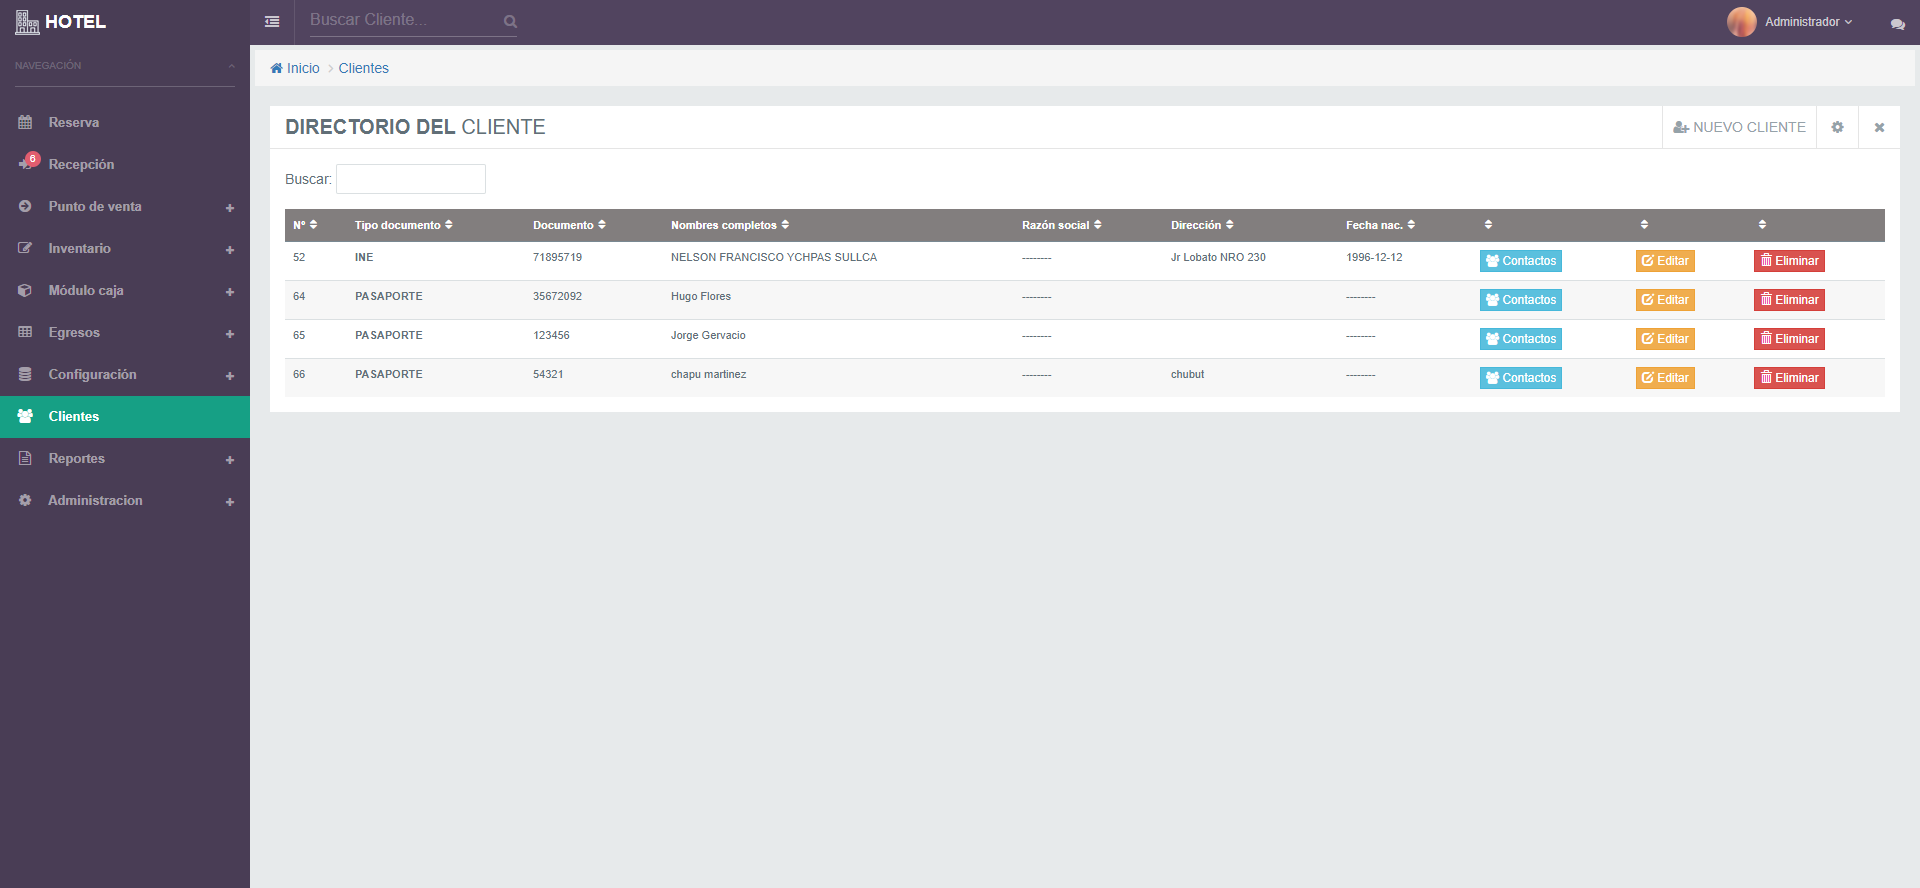 HOTEL
Buscar Cliente...
Administrador
NAVEGACIÓN
Inicio > Clientes
Reserva
6
Recepción
Punto de venta
Inventario
Módulo caja
Egresos
Configuración
Clientes
Reportes
Administracion
DIRECTORIO DEL CLIENTE
NUEVO CLIENTE
Buscar:
Nº Tipo documento Documento Nombres completos Razón social Dirección Fecha nac.
52 INE 71895719 NELSON FRANCISCO YCHPAS SULLCA -------- Jr Lobato NRO 230 1996-12-12 Contactos Editar Eliminar
64 PASAPORTE 35672092 Hugo Flores -------- -------- Contactos Editar Eliminar
65 PASAPORTE 123456 Jorge Gervacio -------- -------- Contactos Editar Eliminar
66 PASAPORTE 54321 chapu martinez -------- chubut -------- Contactos Editar Eliminar